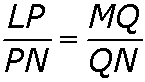 LP/PN = MQ/QN